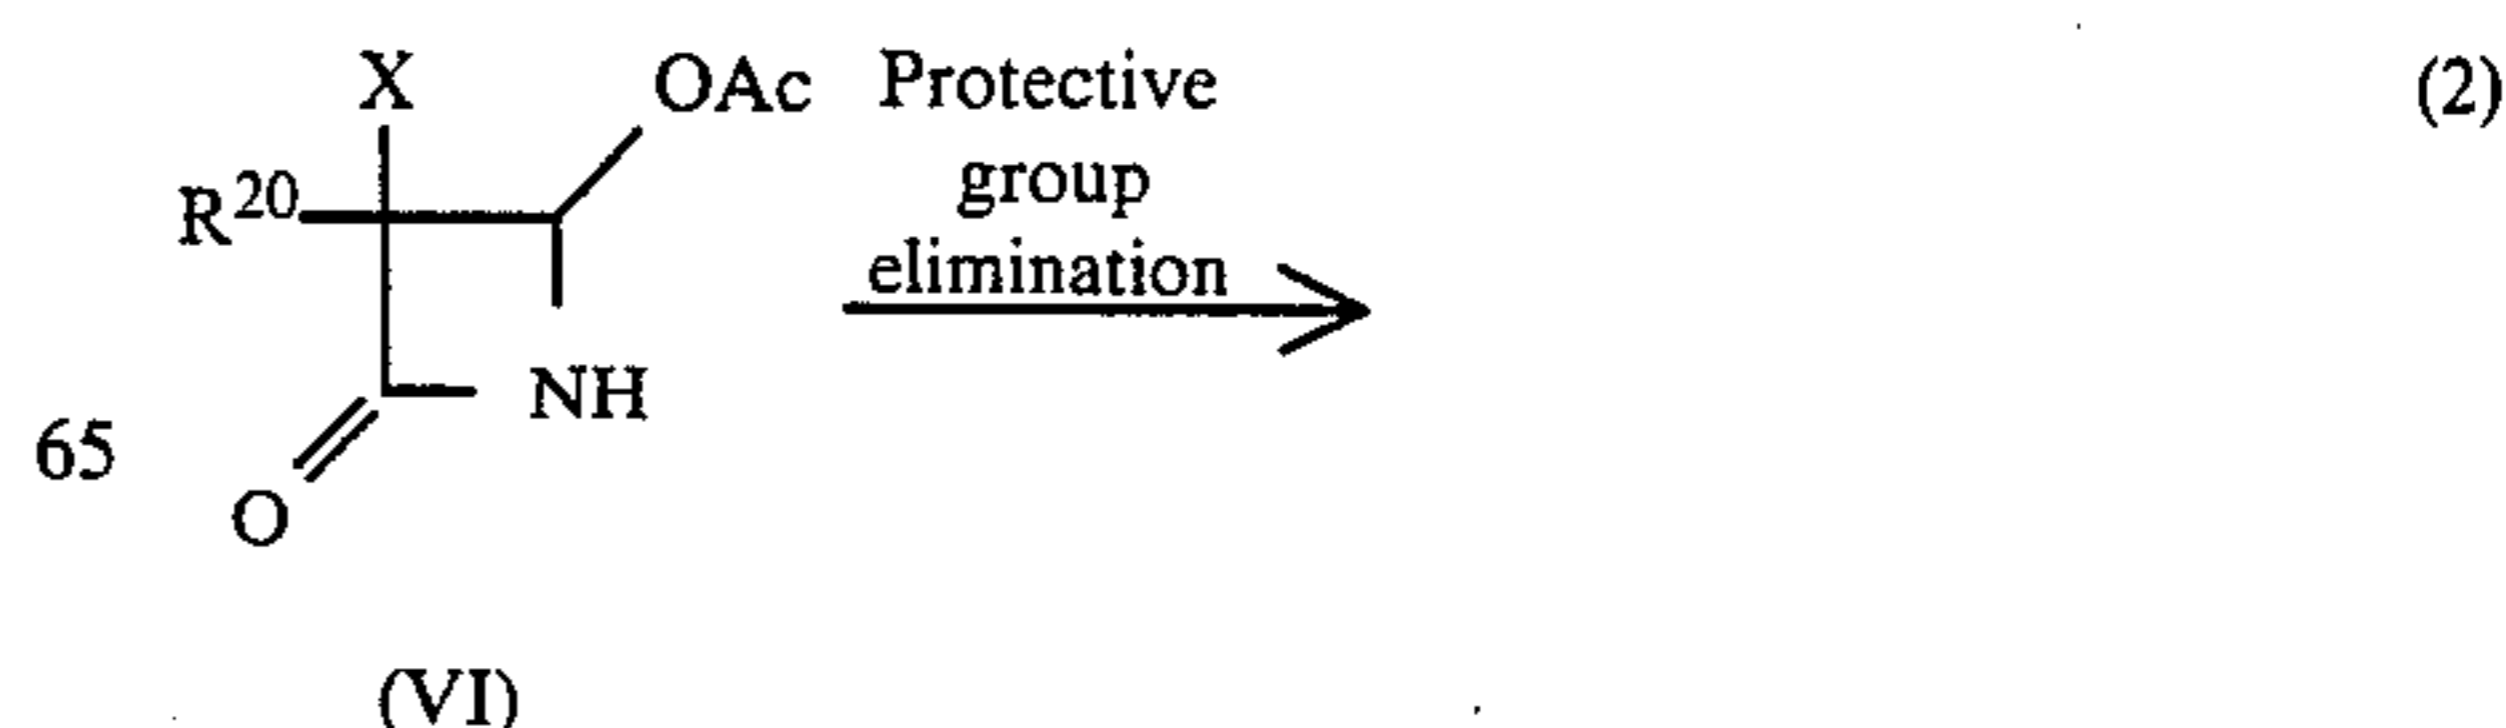 X OAc Protective (2)
R20 group
elimination
NH
65
O
(VI)